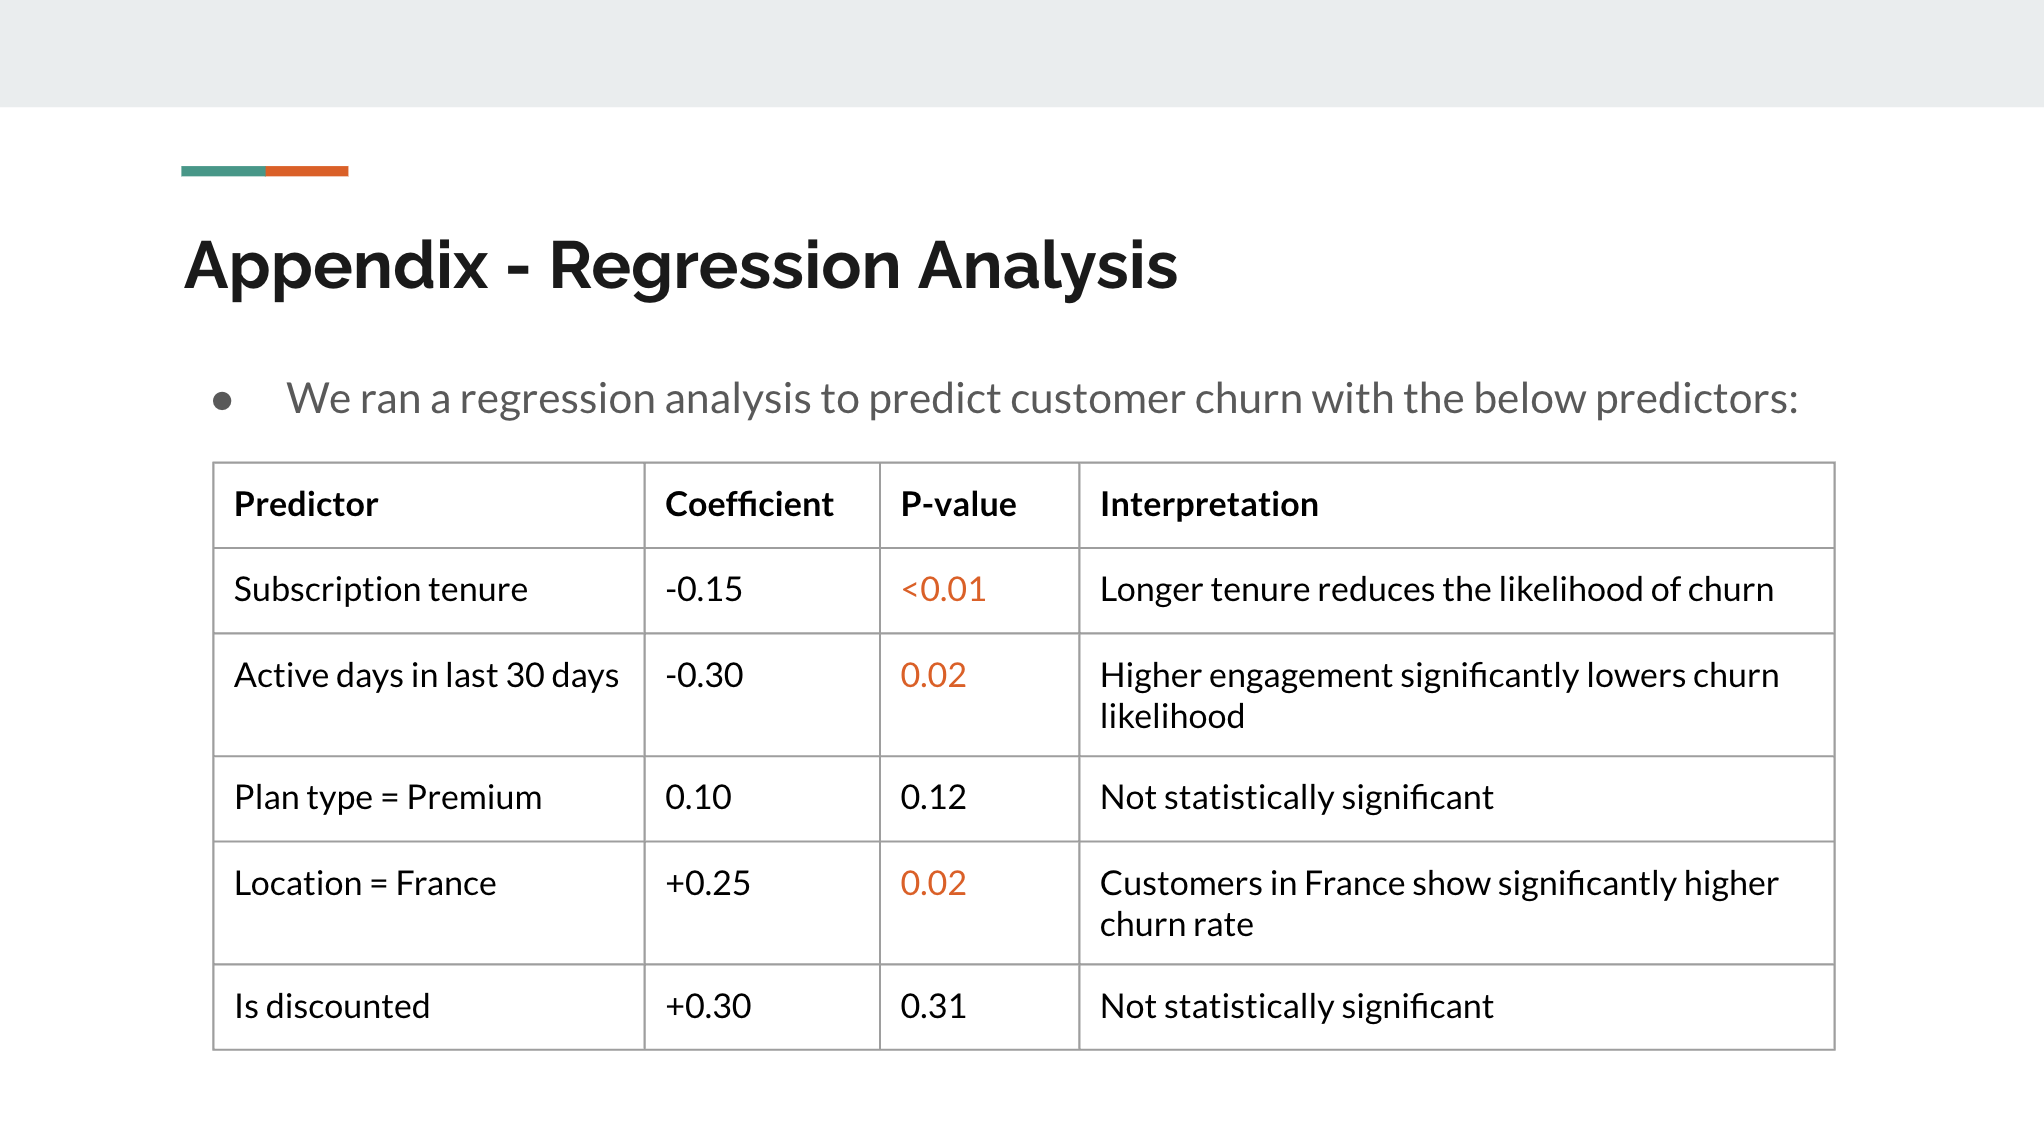 Appendix - Regression Analysis
● We ran a regression analysis to predict customer churn with the below predictors:
Predictor Coefficient P-value Interpretation
Subscription tenure -0.15 <0.01 Longer tenure reduces the likelihood of churn
Active days in last 30 days -0.30 0.02 Higher engagement significantly lowers churn
likelihood
Plan type = Premium 0.10 0.12 Not statistically significant
Location = France +0.25 0.02 Customers in France show significantly higher
churn rate
Is discounted +0.30 0.31 Not statistically significant